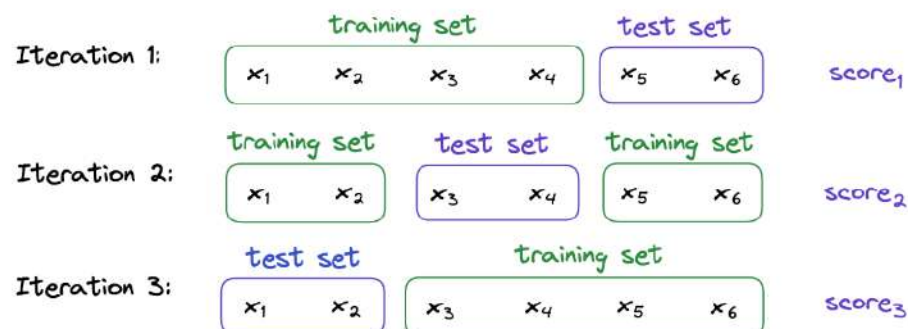 training set test set
Iteration 1: x₁ x₂ x₃ x₄ x₅ x₆ score₁
training set test set training set
Iteration 2: x₁ x₂ x₃ x₄ x₅ x₆ score₂
test set training set
Iteration 3: x₁ x₂ x₃ x₄ x₅ x₆ score₃